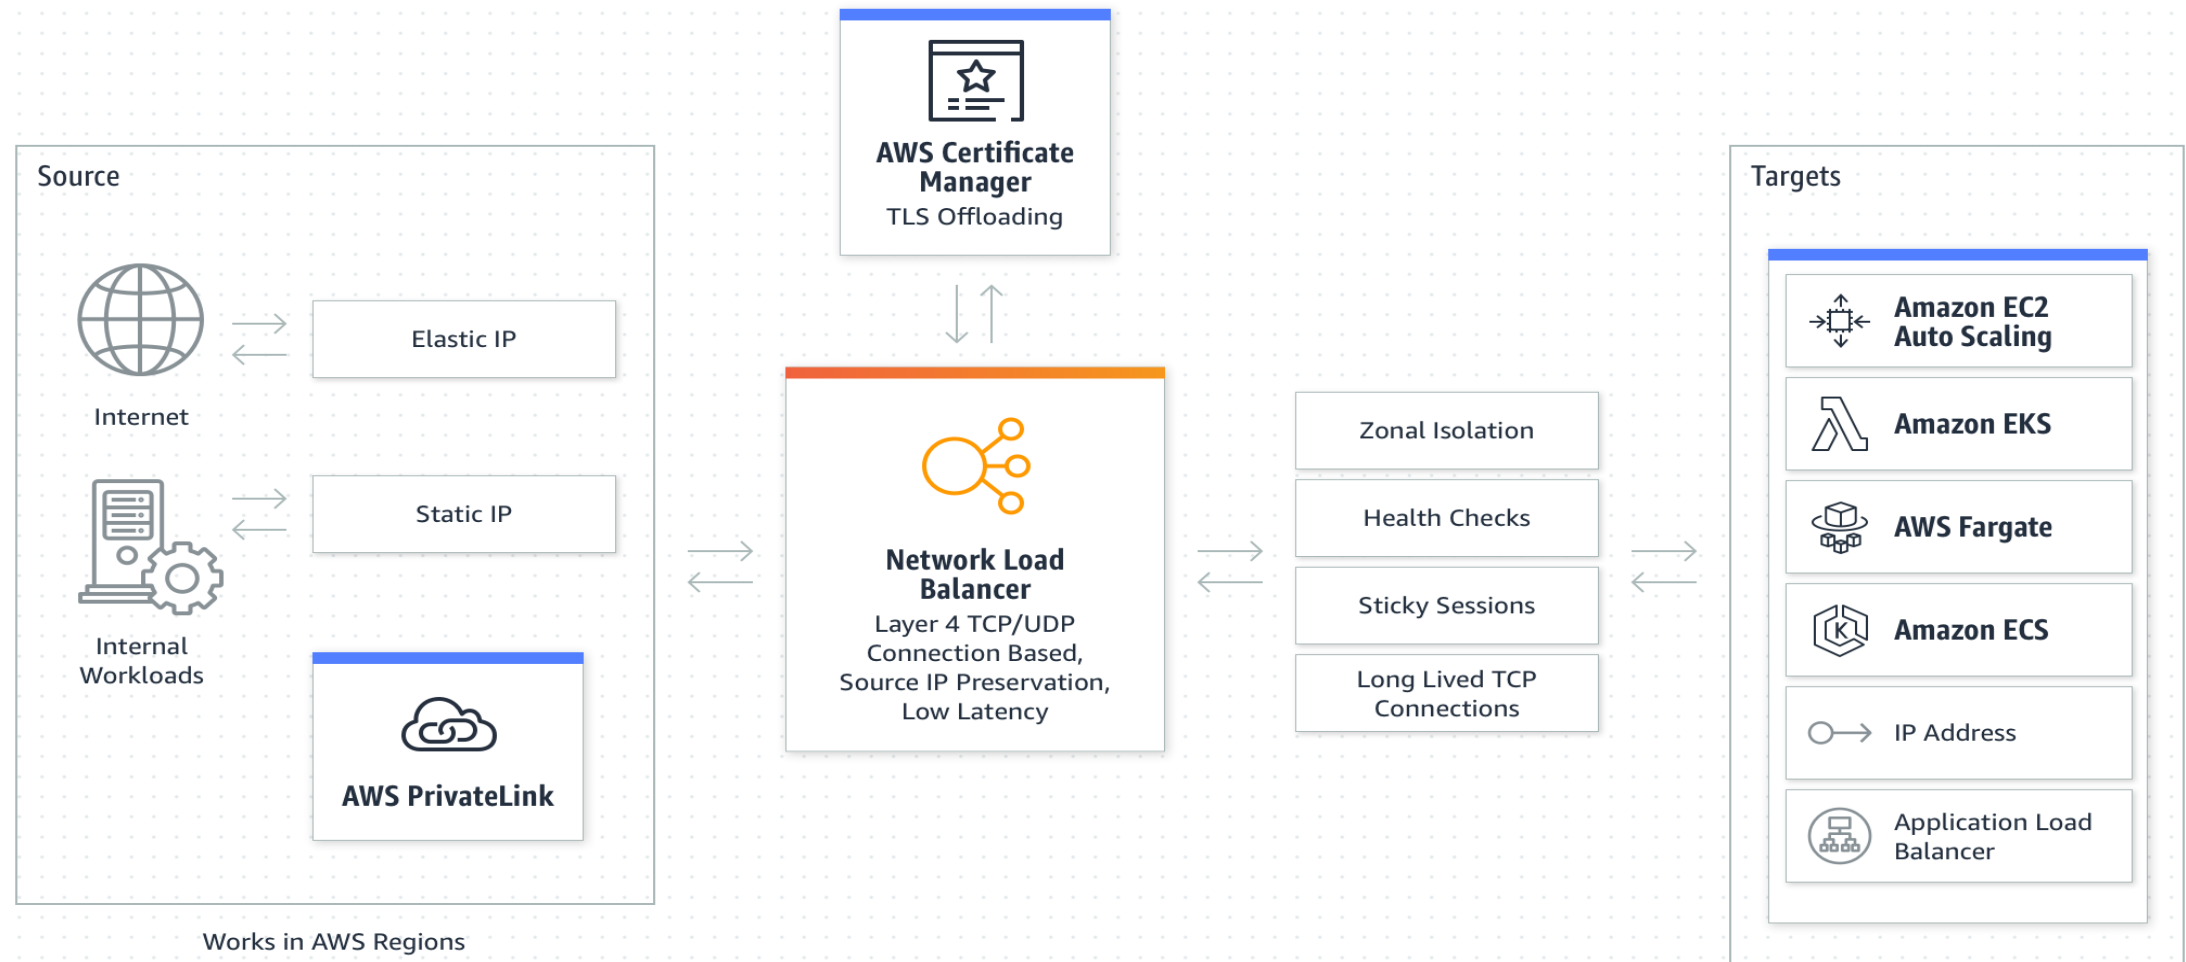 AWS Certificate
Manager
TLS Offloading
Source
Internet
Elastic IP
Internal
Workloads
Static IP
AWS PrivateLink
Works in AWS Regions
Network Load
Balancer
Layer 4 TCP/UDP
Connection Based,
Source IP Preservation,
Low Latency
Zonal Isolation
Health Checks
Sticky Sessions
Long Lived TCP
Connections
Targets
Amazon EC2
Auto Scaling
Amazon EKS
AWS Fargate
K
Amazon ECS
IP Address
Application Load
Balancer